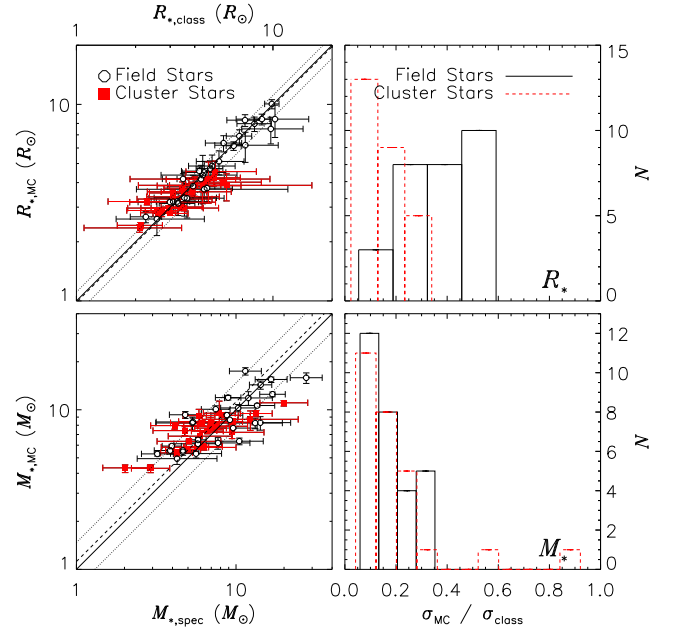 R*,class (R⊙)
1 10
10
1
R*,MC (R⊙)
Field Stars
Cluster Stars
Field Stars
Cluster Stars
15
10
5
0
N
R*
10
1
M*,MC (M⊙)
1 10
M*,spec (M⊙)
12
10
8
6
4
2
0
N
M*
0.0 0.2 0.4 0.6 0.8 1.0
σMC / σclass